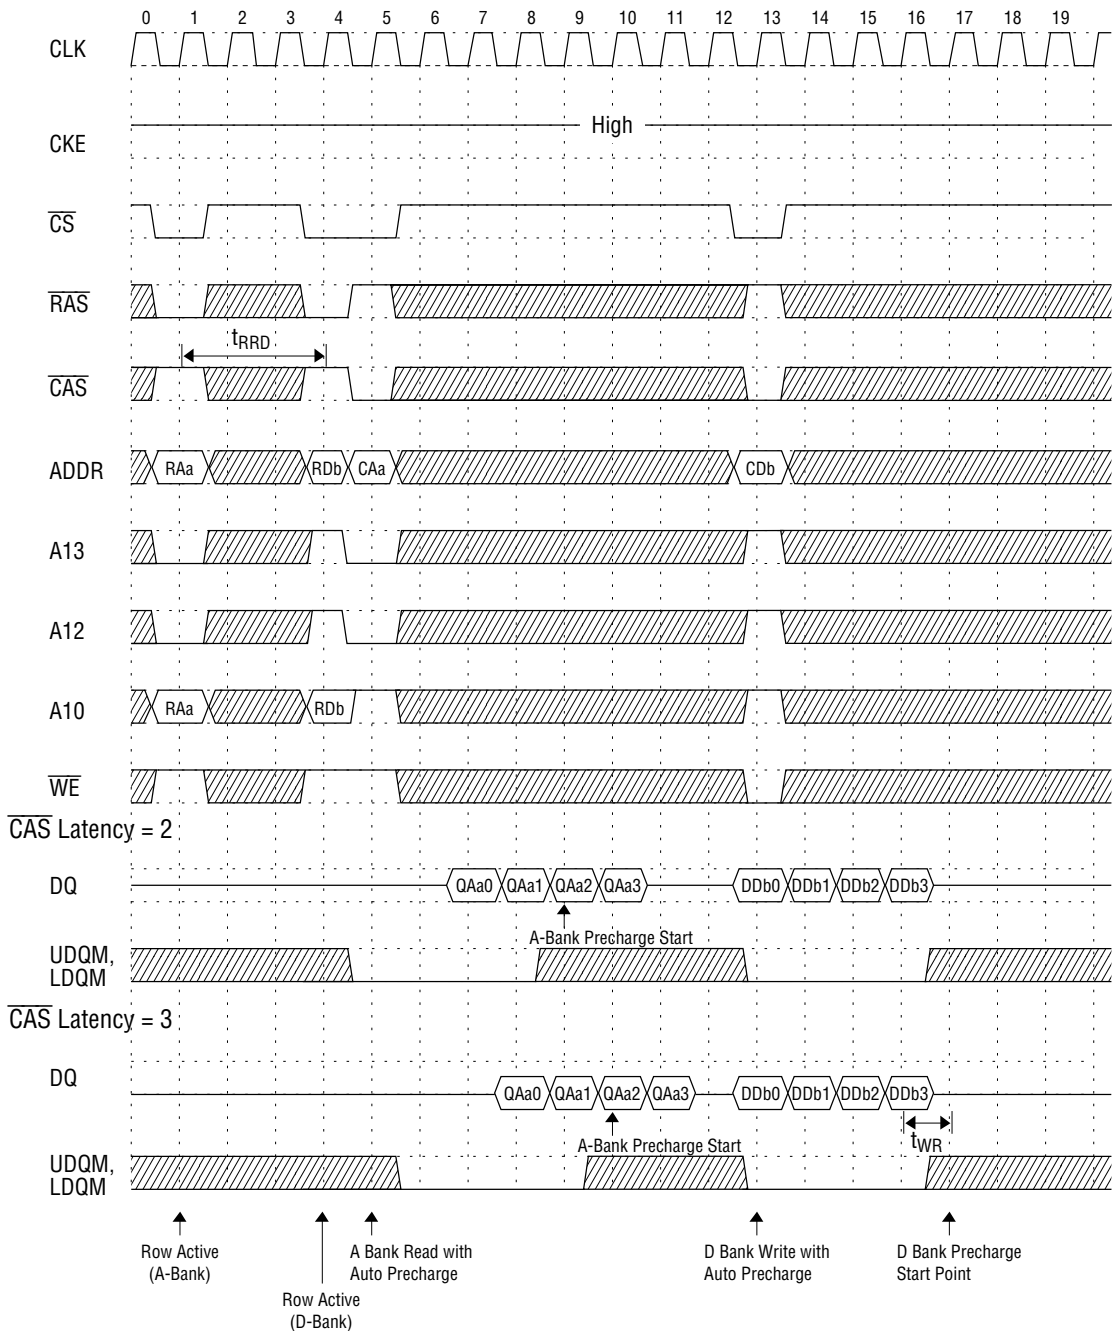 0 1 2 3 4 5 6 7 8 9 10 11 12 13 14 15 16 17 18 19
CLK
CKE
High
CS
RAS
tRRD
CAS
ADDR
RAa RDb CAa CDb
A13
A12
A10
RAa RDb
WE
CAS Latency = 2
DQ
QAa0 QAa1 QAa2 QAa3 DDb0 DDb1 DDb2 DDb3
A-Bank Precharge Start
UDQM,
LDQM
CAS Latency = 3
DQ
QAa0 QAa1 QAa2 QAa3 DDb0 DDb1 DDb2 DDb3
A-Bank Precharge Start
tWR
UDQM,
LDQM
Row Active
(A-Bank)
Row Active
(D-Bank)
A Bank Read with
Auto Precharge
D Bank Write with
Auto Precharge
D Bank Precharge
Start Point